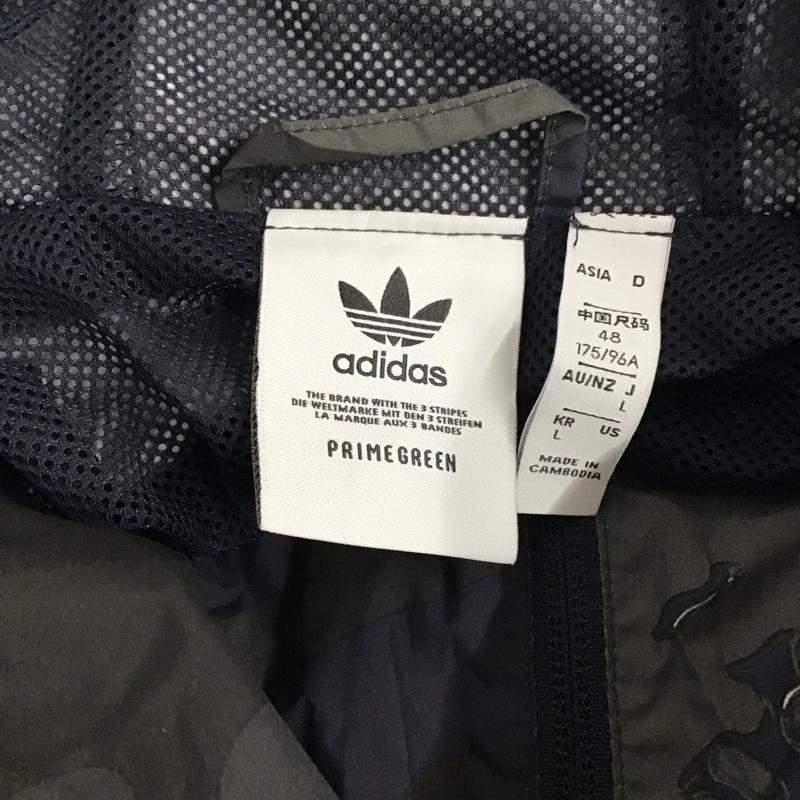 adidas
THE BRAND WITH THE 3 STRIPES
DIE WELTMARKE MIT DEN 3 STREIFEN
LA MARQUE AUX 3 BANDES
PRIMEGREEN
ASIA D
中国尺码
48
175/96A
AU/NZ J
L
KR US
L
MADE IN
CAMBODIA